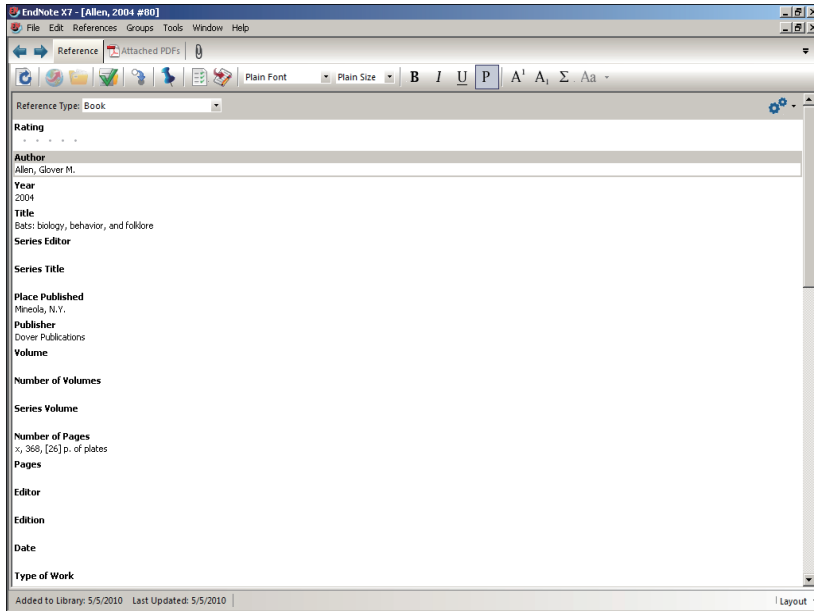 EndNote X7 - [Allen, 2004 #80]
File Edit References Groups Tools Window Help
Reference Attached PDFs
Plain Font Plain Size B I U P A¹ A₁ Σ Aa
Reference Type: Book
Rating
Author
Allen, Glover M.
Year
2004
Title
Bats: biology, behavior, and folklore
Series Editor
Series Title
Place Published
Mineola, N.Y.
Publisher
Dover Publications
Volume
Number of Volumes
Series Volume
Number of Pages
x, 368, [26] p. of plates
Pages
Editor
Edition
Date
Type of Work
Added to Library: 5/5/2010 Last Updated: 5/5/2010 Layout